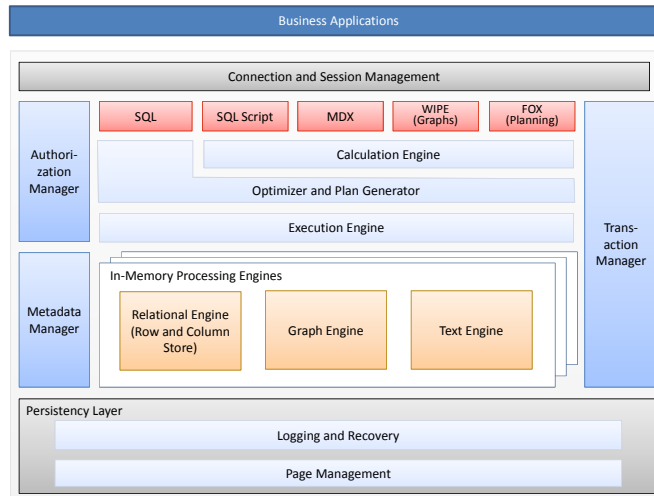 Business Applications
Connection and Session Management
SQL
SQL Script
MDX
WIPE
(Graphs)
FOX
(Planning)
Authori-
zation
Manager
Calculation Engine
Optimizer and Plan Generator
Execution Engine
Trans-
action
Manager
Metadata
Manager
In-Memory Processing Engines
Relational Engine
(Row and Column
Store)
Graph Engine
Text Engine
Persistency Layer
Logging and Recovery
Page Management